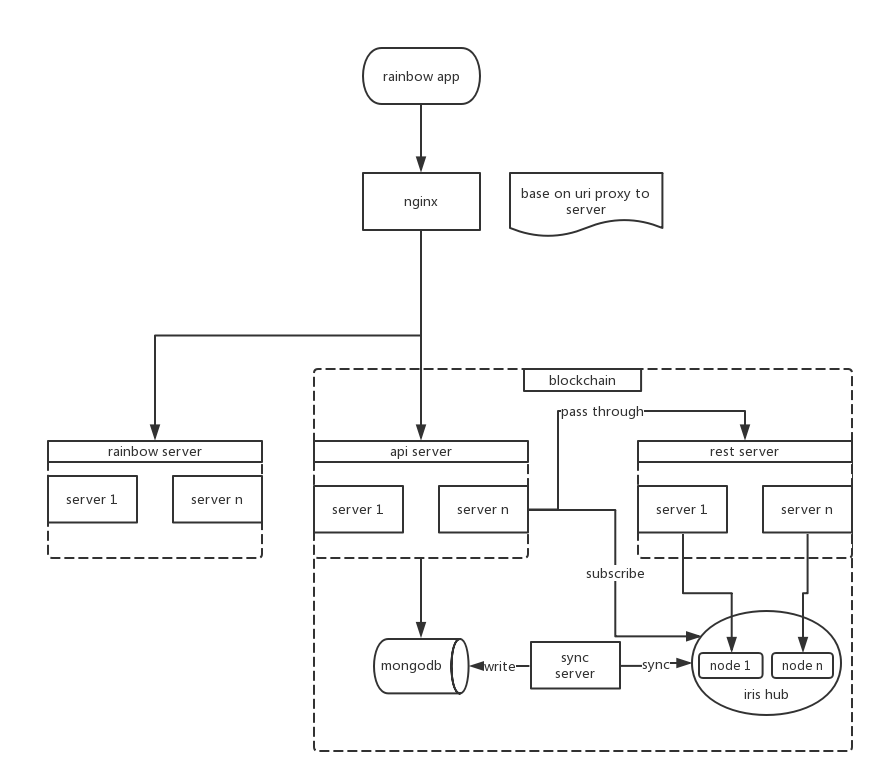 rainbow app
nginx
base on uri proxy to
server
blockchain
pass through
rainbow server
api server
rest server
server 1
server n
server 1
server n
server 1
server n
subscribe
mongodb
write
sync
server
sync
node 1
node n
iris hub